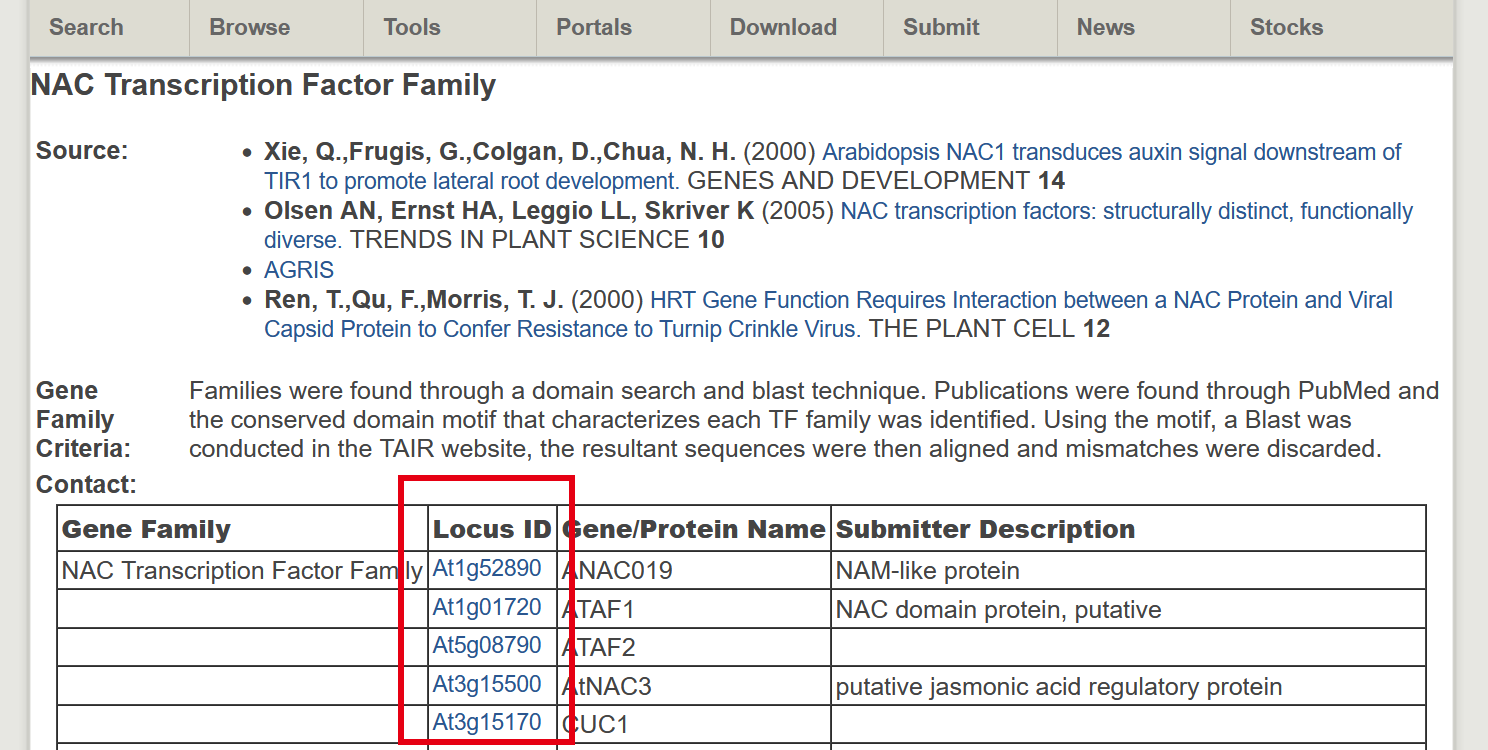 Search Browse Tools Portals Download Submit News Stocks
NAC Transcription Factor Family
Source:
• Xie, Q.,Frugis, G.,Colgan, D.,Chua, N. H. (2000) Arabidopsis NAC1 transduces auxin signal downstream of
TIR1 to promote lateral root development. GENES AND DEVELOPMENT 14
• Olsen AN, Ernst HA, Leggio LL, Skriver K (2005) NAC transcription factors: structurally distinct, functionally
diverse. TRENDS IN PLANT SCIENCE 10
• AGRIS
• Ren, T.,Qu, F.,Morris, T. J. (2000) HRT Gene Function Requires Interaction between a NAC Protein and Viral
Capsid Protein to Confer Resistance to Turnip Crinkle Virus. THE PLANT CELL 12
Gene Family Criteria:
Families were found through a domain search and blast technique. Publications were found through PubMed and
the conserved domain motif that characterizes each TF family was identified. Using the motif, a Blast was
conducted in the TAIR website, the resultant sequences were then aligned and mismatches were discarded.
Contact:
Gene Family Locus ID Gene/Protein Name Submitter Description
NAC Transcription Factor Family At1g52890 ANAC019 NAM-like protein
At1g01720 ATAF1 NAC domain protein, putative
At5g08790 ATAF2
At3g15500 AtNAC3 putative jasmonic acid regulatory protein
At3g15170 CUC1